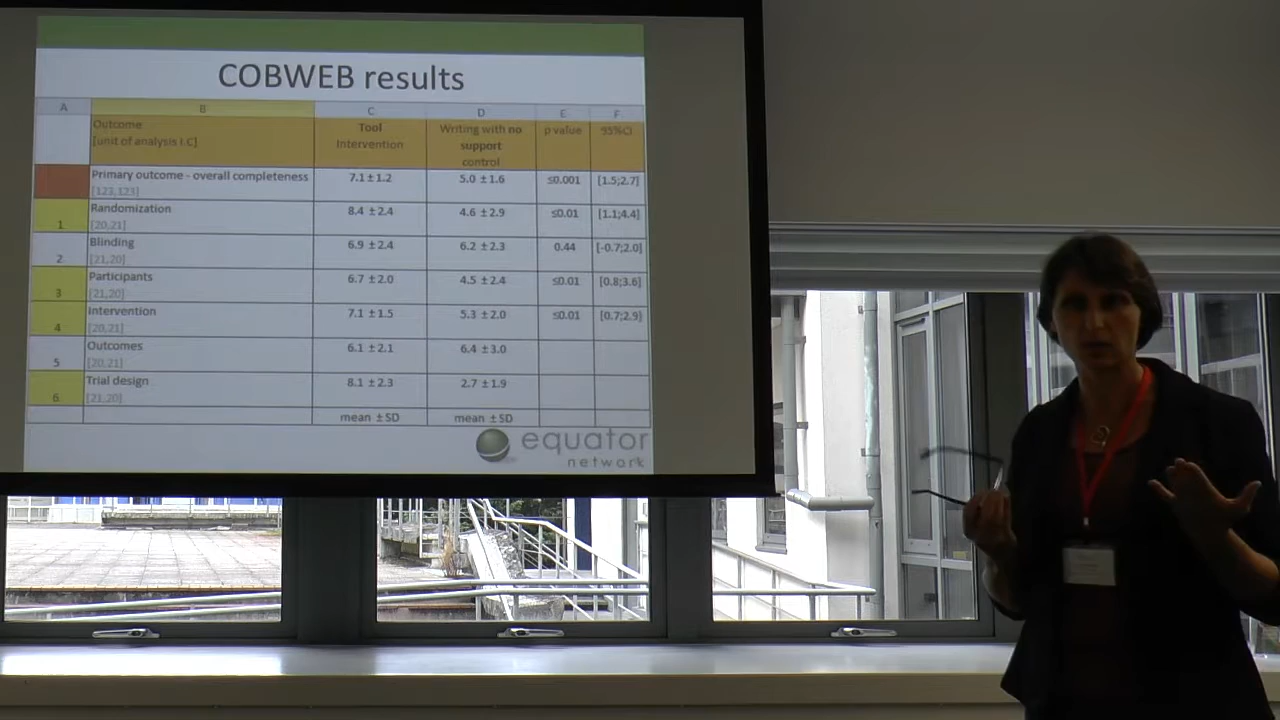 COBWEB results
A B C D E F
Outcome [unit of analysis I.C] Tool Intervention Writing with no support control p value 95%CI
Primary outcome - overall completeness [123,123] 7.1 ± 1.2 5.0 ± 1.6 ≤0.001 [1.5;2.7]
1 Randomization [20,21] 8.4 ± 2.4 4.6 ± 2.9 ≤0.01 [1.1;4.4]
2 Blinding [21,20] 6.9 ± 2.4 6.2 ± 2.3 0.44 [-0.7;2.0]
3 Participants [21,20] 6.7 ± 2.0 4.5 ± 2.4 ≤0.01 [0.8;3.6]
4 Intervention [20,21] 7.1 ± 1.5 5.3 ± 2.0 ≤0.01 [0.7;2.9]
5 Outcomes [20,21] 6.1 ± 2.1 6.4 ± 3.0
6 Trial design [21,20] 8.1 ± 2.3 2.7 ± 1.9
mean ± SD mean ± SD
equator
network